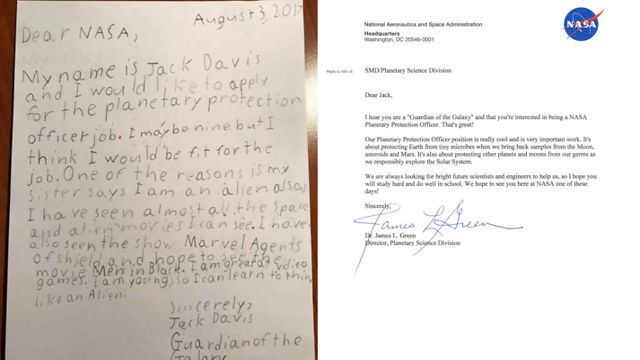 August 3, 2017
Dear NASA,
My name is Jack Davis
and I would like to apply
for the planetary protection
officer job. I may be nine but I
think I would be fit for the
job. One of the reasons is my
sister says I am an alien also
I have seen almost all the space
and alien movies I can see. I have
also seen the show Marvel Agents
of shield and hope to see the
movie Men in Black. I am great at video
games. I am young, so I can learn to think
like an Alien.
Sincerely,
Jack Davis
Guardian of the
Galaxy
National Aeronautics and Space Administration
Headquarters
Washington, DC 20546-0001
NASA
Reply to Attn of:
SMD/Planetary Science Division
Dear Jack,
I hear you are a "Guardian of the Galaxy" and that you're interested in being a NASA
Planetary Protection Officer. That's great!
Our Planetary Protection Officer position is really cool and is very important work. It's
about protecting Earth from tiny microbes when we bring back samples from the Moon,
asteroids and Mars. It's also about protecting other planets and moons from our germs as
we responsibly explore the Solar System.
We are always looking for bright future scientists and engineers to help us, so I hope
you will study hard and do well in school. We hope to see you here at NASA one of these
days!
Sincerely,
James L Green
Dr. James L. Green
Director, Planetary Science Division